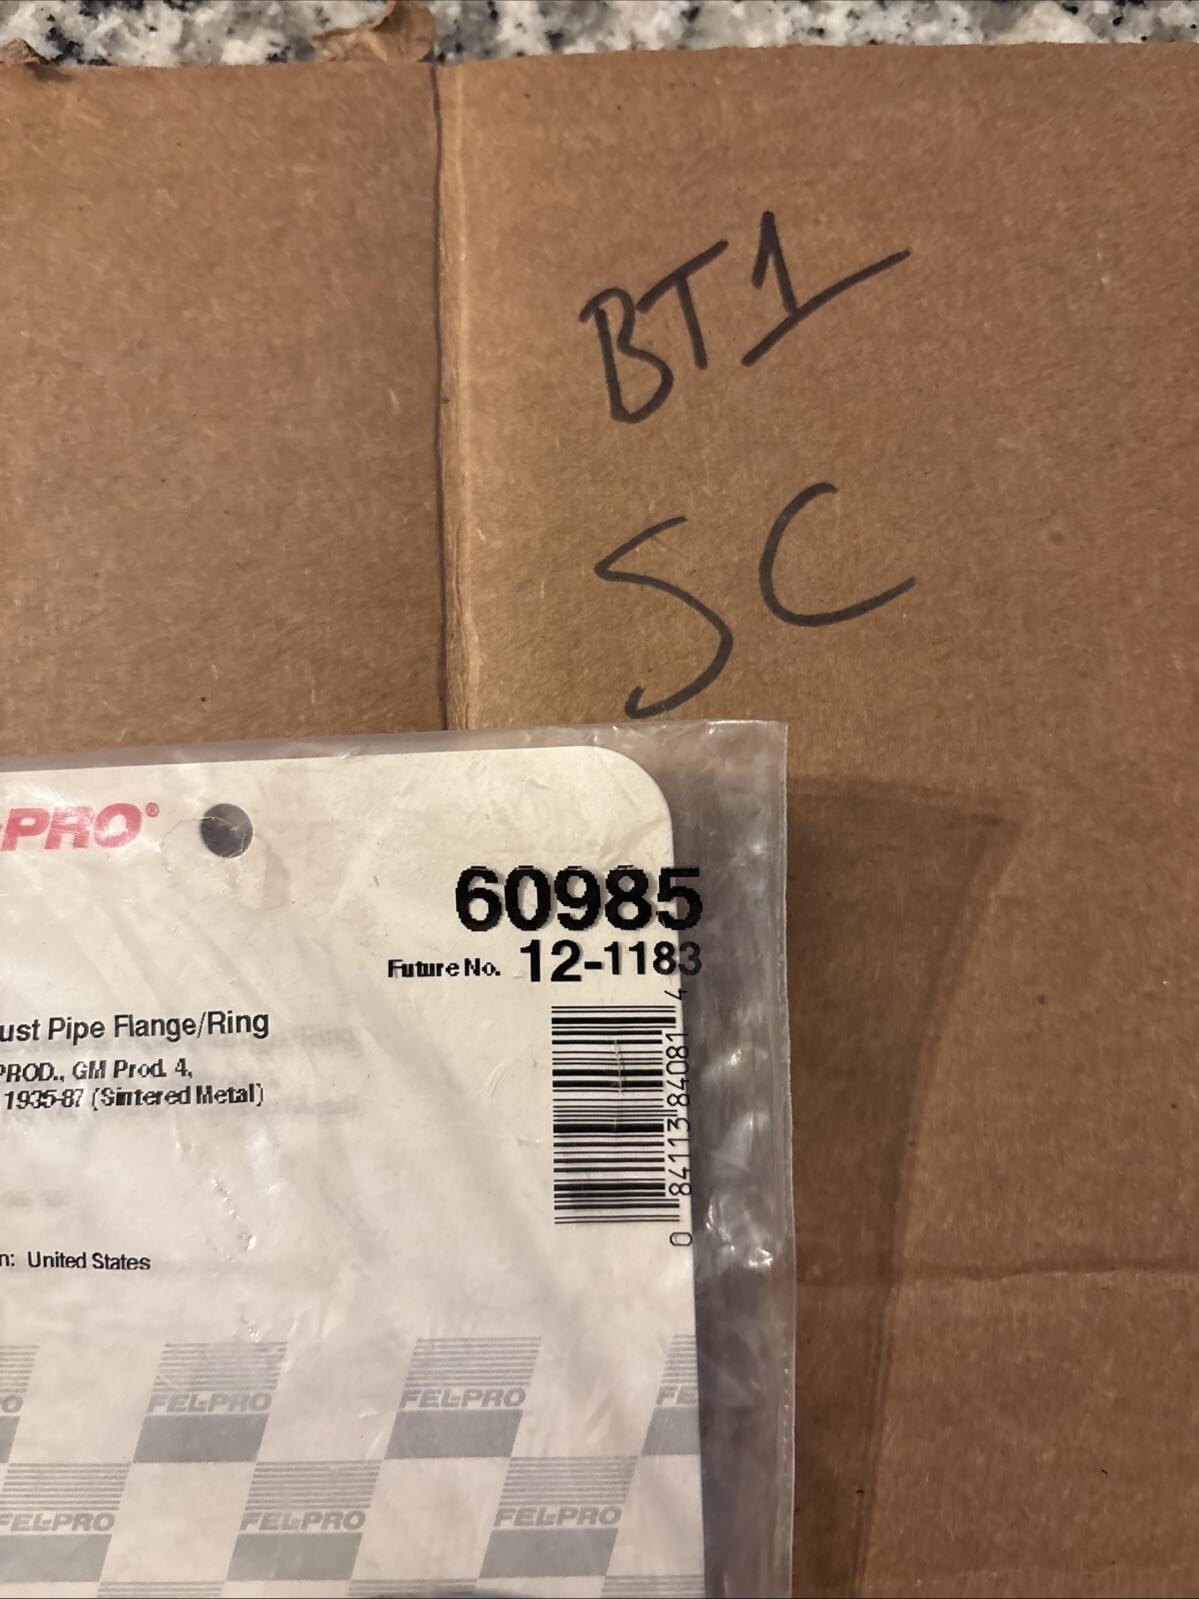 BT1
SC
-PRO®
60985
Future No. 12-1183
ust Pipe Flange/Ring
PROD., GM Prod. 4,
1935-87 (Sintered Metal)
0 84113 84081 4
n: United States
FEL-PRO
FEL-PRO
FE
O
FEL-PRO
FEL-PRO
FEL-PRO